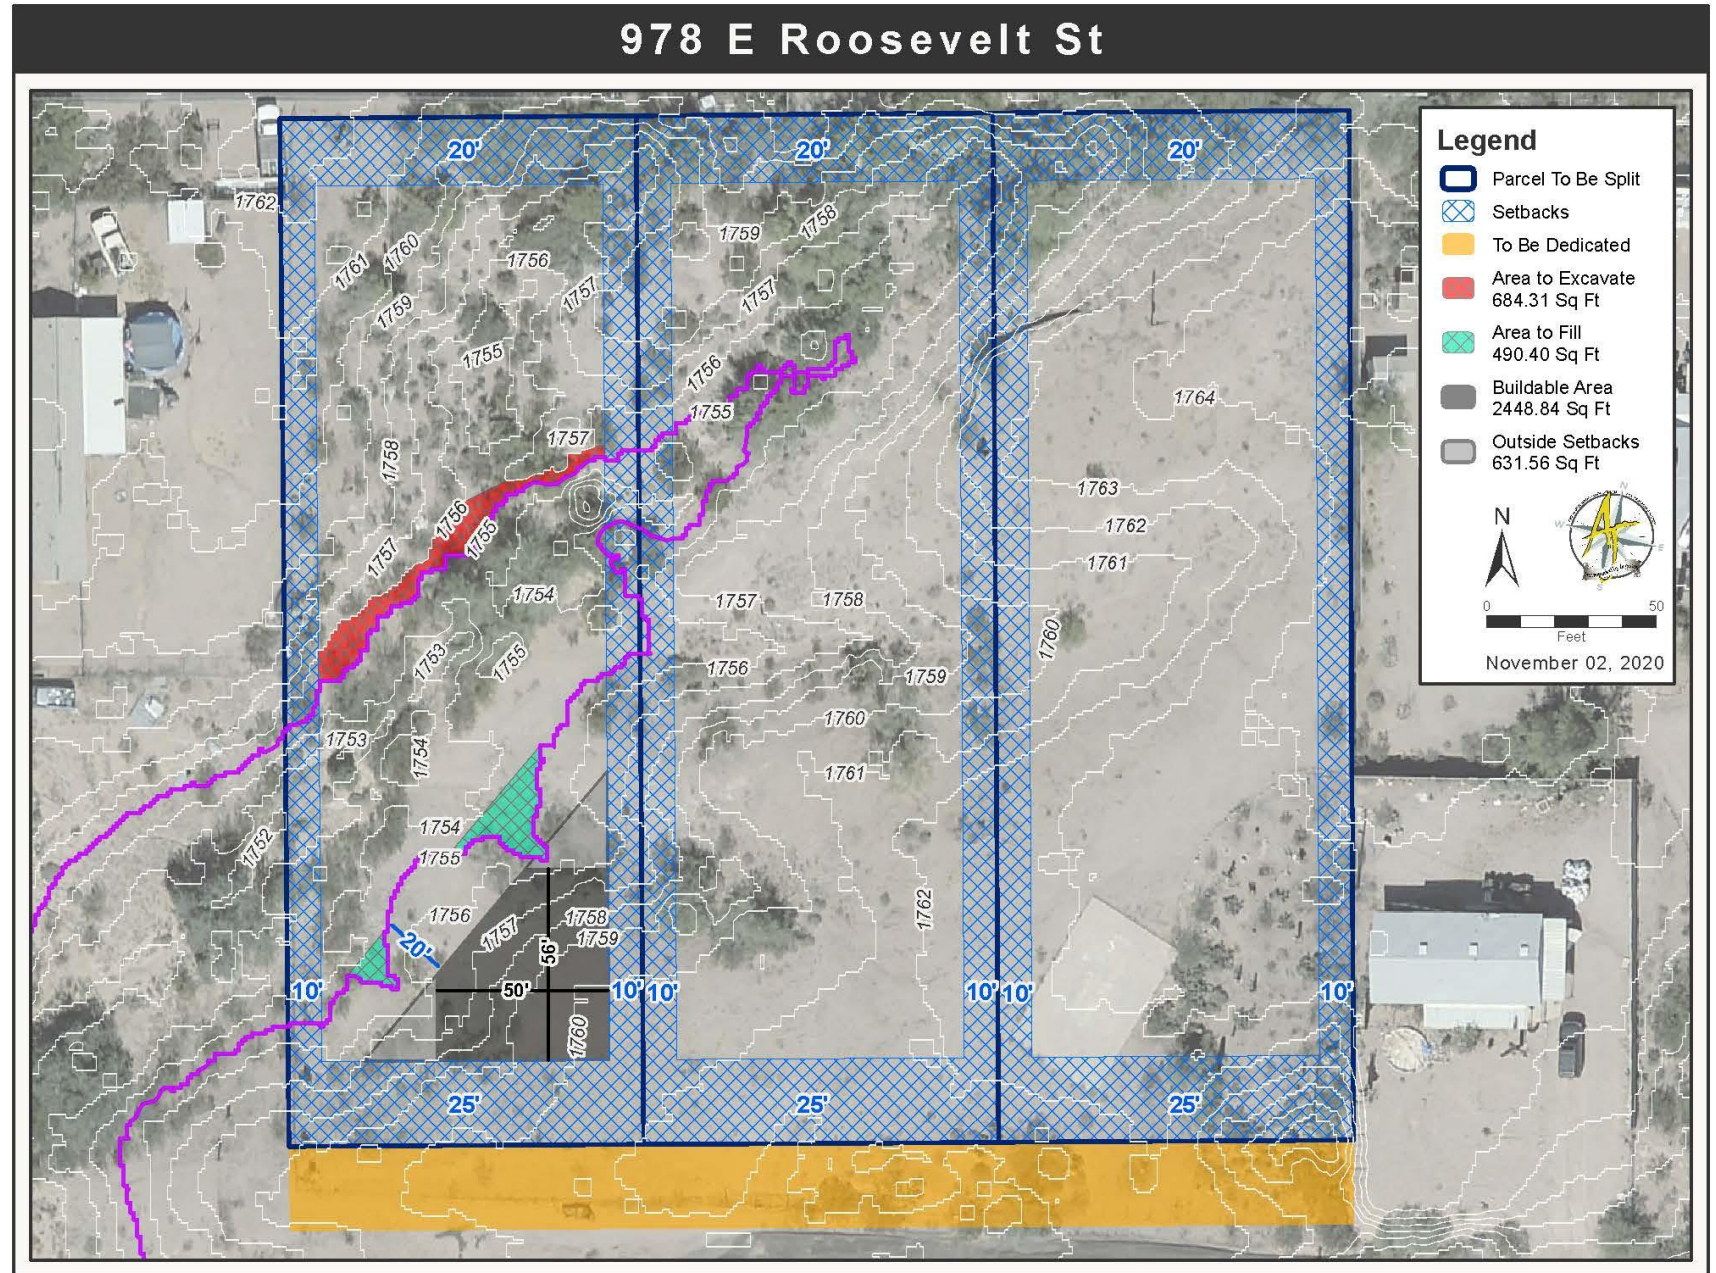 978 E Roosevelt St
20' 20' 20'
1762
1761
1760
1759
1756
1757
1755
1758
1757
1756
1755
1757
1754
1753
1755
1753
1754
1752
1754
1755
1756
1757
1758
1759
1760
1759
1758
1757
1756
1755
1757
1758
1756
1759
1760
1761
1762
1764
1763
1762
1761
1760
20'
56'
50'
10' 10' 10' 10' 10' 10'
25' 25' 25'
Legend
Parcel To Be Split
Setbacks
To Be Dedicated
Area to Excavate
684.31 Sq Ft
Area to Fill
490.40 Sq Ft
Buildable Area
2448.84 Sq Ft
Outside Setbacks
631.56 Sq Ft
N
N
W
E
S
0 50
Feet
November 02, 2020